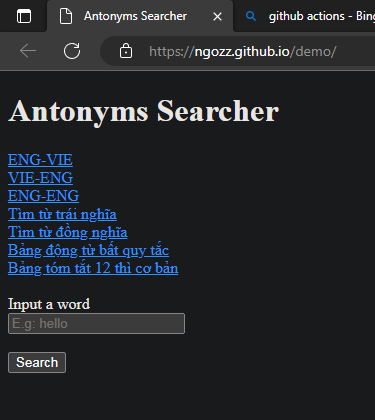 Antonyms Searcher
github actions - Bing
https://ngozz.github.io/demo/
Antonyms Searcher
ENG-VIE
VIE-ENG
ENG-ENG
Tìm từ trái nghĩa
Tìm từ đồng nghĩa
Bảng động từ bất quy tắc
Bảng tóm tắt 12 thì cơ bản
Input a word
E.g: hello
Search